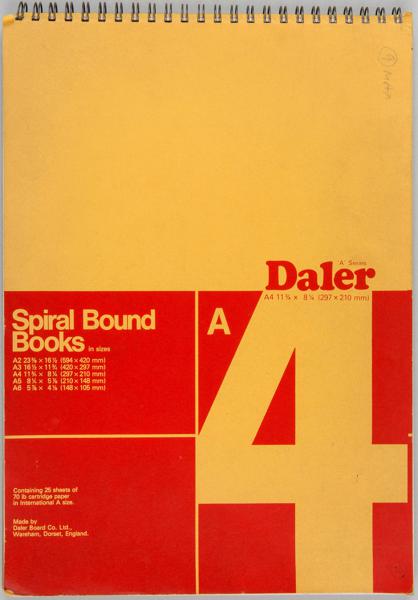 'A' Series
Daler
A4 11¾ × 8¼ (297 × 210 mm)
Spiral Bound
Books in sizes
A2 23⅜ × 16½ (594 × 420 mm)
A3 16½ × 11¾ (420 × 297 mm)
A4 11¾ × 8¼ (297 × 210 mm)
A5 8¼ × 5⅞ (210 × 148 mm)
A6 5⅞ × 4⅛ (148 × 105 mm)
A
4
Containing 25 sheets of
70 lb cartridge paper
in International A size.
Made by
Daler Board Co. Ltd.,
Wareham, Dorset, England.